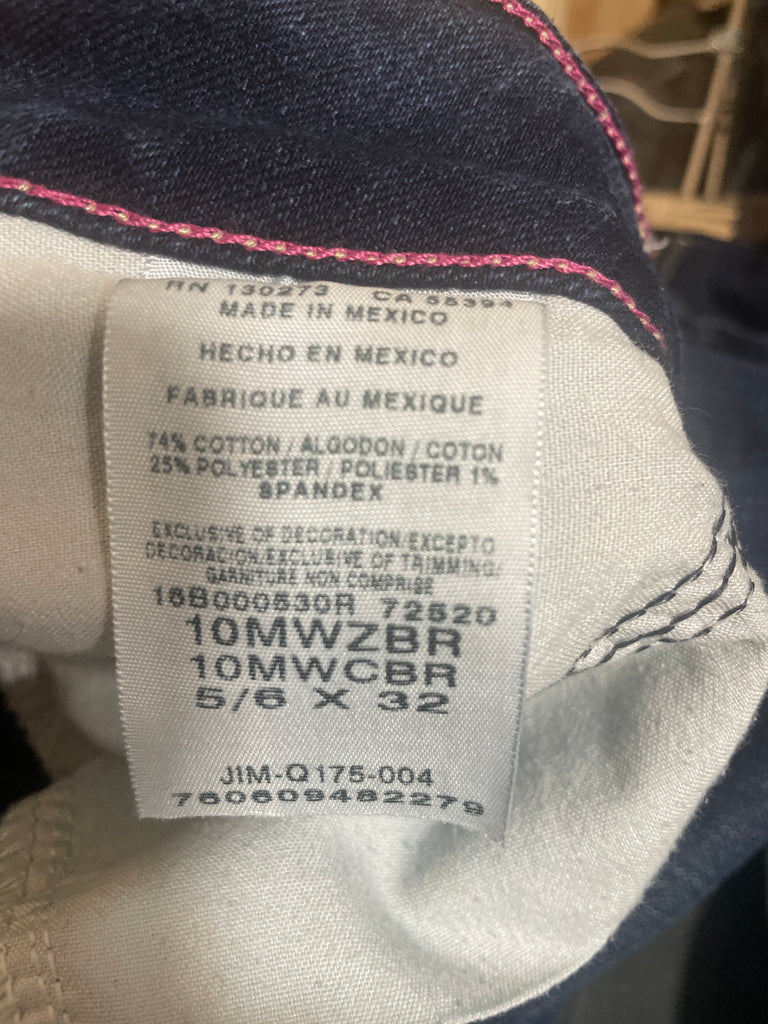 RN 130273 CA 55394
MADE IN MEXICO
HECHO EN MEXICO
FABRIQUE AU MEXIQUE
74% COTTON / ALGODON / COTON
25% POLYESTER / POLIESTER 1%
SPANDEX
EXCLUSIVE OF DECORATION/EXCEPTO
DECORACION/EXCLUSIVE OF TRIMMING/
GARNITURE NON COMPRISE
16B000530R 72520
10MWZBR
10MWCBR
5/6 X 32
JIM-Q175-004
760609482279